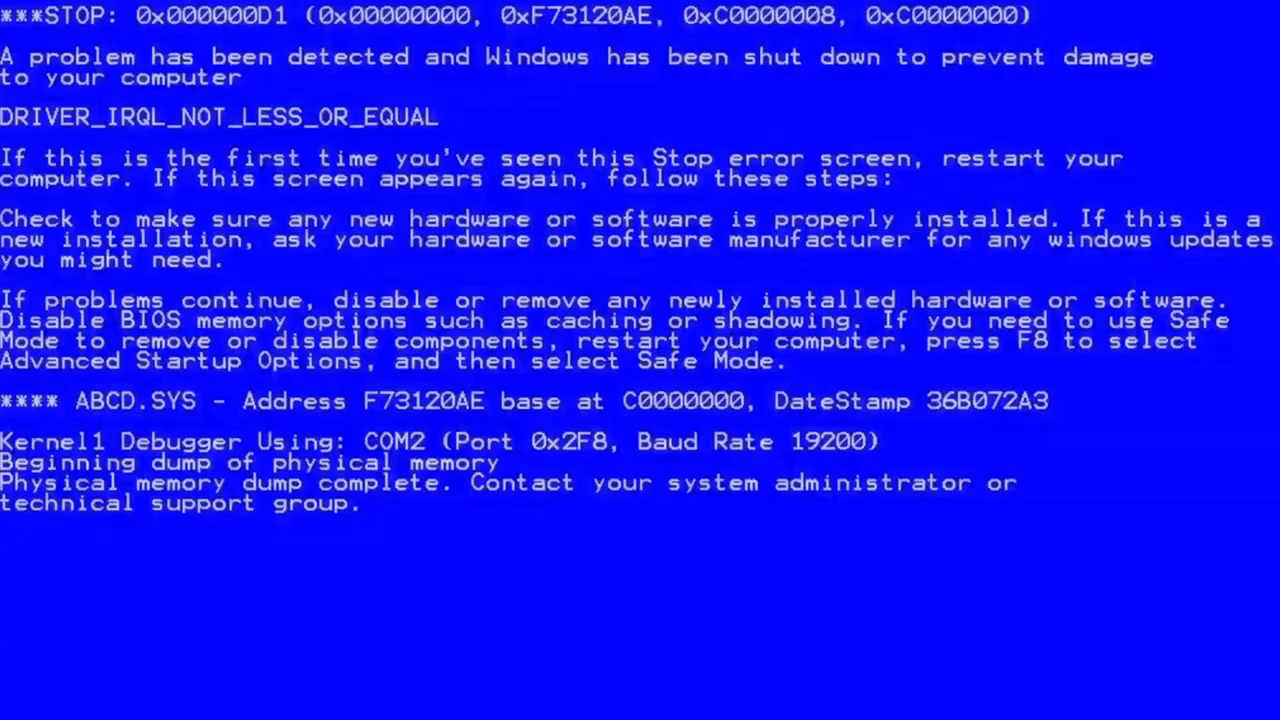 ***STOP: 0x000000D1 (0x00000000, 0xF73120AE, 0xC0000008, 0xC0000000)
A problem has been detected and Windows has been shut down to prevent damage
to your computer
DRIVER_IRQL_NOT_LESS_OR_EQUAL
If this is the first time you've seen this Stop error screen, restart your
computer. If this screen appears again, follow these steps:
Check to make sure any new hardware or software is properly installed. If this is a
new installation, ask your hardware or software manufacturer for any windows updates
you might need.
If problems continue, disable or remove any newly installed hardware or software.
Disable BIOS memory options such as caching or shadowing. If you need to use Safe
Mode to remove or disable components, restart your computer, press F8 to select
Advanced Startup Options, and then select Safe Mode.
**** ABCD.SYS - Address F73120AE base at C0000000, DateStamp 36B072A3
Kernel1 Debugger Using: COM2 (Port 0x2F8, Baud Rate 19200)
Beginning dump of physical memory
Physical memory dump complete. Contact your system administrator or
technical support group.